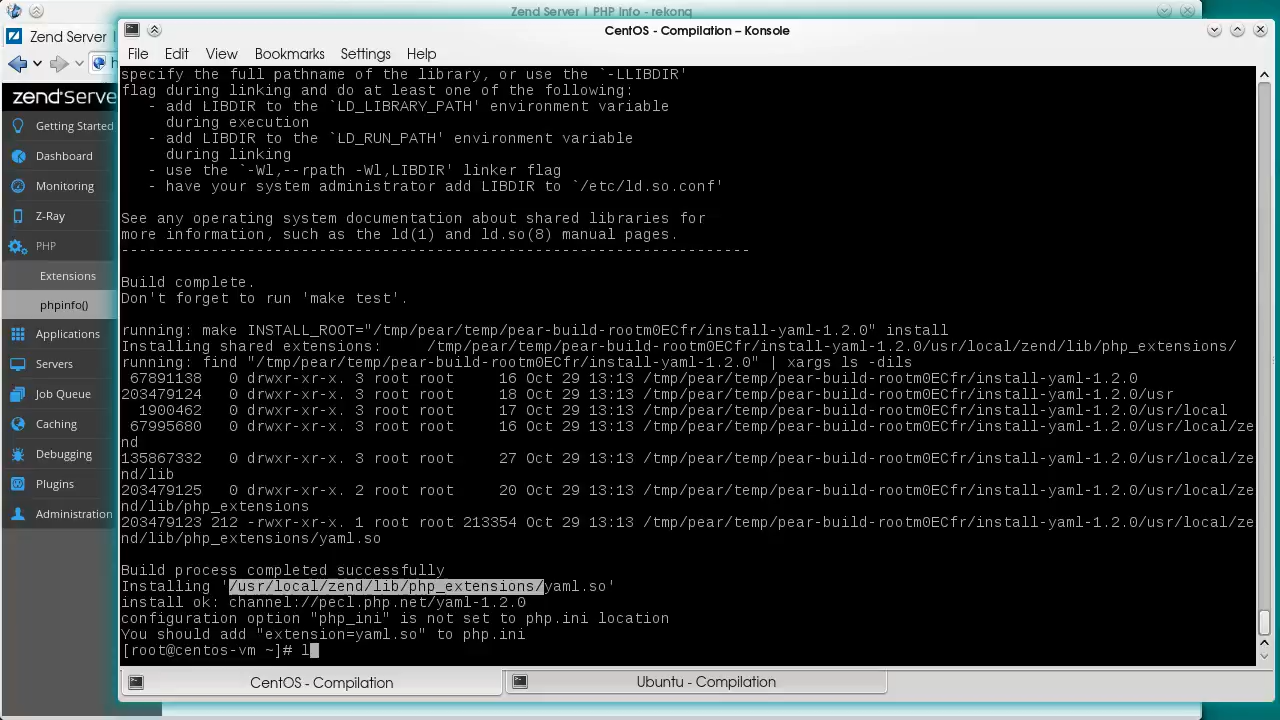 Zend Server | PHP Info - rekonq
Zend Server |
CentOS - Compilation – Konsole
File Edit View Bookmarks Settings Help
zend Server
Getting Started
Dashboard
Monitoring
Z-Ray
PHP
Extensions
phpinfo()
Applications
Servers
Job Queue
Caching
Debugging
Plugins
Administration
specify the full pathname of the library, or use the `-LLIBDIR'
flag during linking and do at least one of the following:
- add LIBDIR to the `LD_LIBRARY_PATH' environment variable
during execution
- add LIBDIR to the `LD_RUN_PATH' environment variable
during linking
- use the `-Wl,--rpath -Wl,LIBDIR' linker flag
- have your system administrator add LIBDIR to `/etc/ld.so.conf'
See any operating system documentation about shared libraries for
more information, such as the ld(1) and ld.so(8) manual pages.
----------------------------------------------------------------------
Build complete.
Don't forget to run 'make test'.
running: make INSTALL_ROOT="/tmp/pear/temp/pear-build-rootm0ECfr/install-yaml-1.2.0" install
Installing shared extensions:     /tmp/pear/temp/pear-build-rootm0ECfr/install-yaml-1.2.0/usr/local/zend/lib/php_extensions/
running: find "/tmp/pear/temp/pear-build-rootm0ECfr/install-yaml-1.2.0" | xargs ls -dils
67891138   0 drwxr-xr-x. 3 root root     16 Oct 29 13:13 /tmp/pear/temp/pear-build-rootm0ECfr/install-yaml-1.2.0
203479124   0 drwxr-xr-x. 3 root root     18 Oct 29 13:13 /tmp/pear/temp/pear-build-rootm0ECfr/install-yaml-1.2.0/usr
1900462   0 drwxr-xr-x. 3 root root     17 Oct 29 13:13 /tmp/pear/temp/pear-build-rootm0ECfr/install-yaml-1.2.0/usr/local
67995680   0 drwxr-xr-x. 3 root root     16 Oct 29 13:13 /tmp/pear/temp/pear-build-rootm0ECfr/install-yaml-1.2.0/usr/local/ze
nd
135867332   0 drwxr-xr-x. 3 root root     27 Oct 29 13:13 /tmp/pear/temp/pear-build-rootm0ECfr/install-yaml-1.2.0/usr/local/ze
nd/lib
203479125   0 drwxr-xr-x. 2 root root     20 Oct 29 13:13 /tmp/pear/temp/pear-build-rootm0ECfr/install-yaml-1.2.0/usr/local/ze
nd/lib/php_extensions
203479123 212 -rwxr-xr-x. 1 root root 213354 Oct 29 13:13 /tmp/pear/temp/pear-build-rootm0ECfr/install-yaml-1.2.0/usr/local/ze
nd/lib/php_extensions/yaml.so
Build process completed successfully
Installing '/usr/local/zend/lib/php_extensions/yaml.so'
install ok: channel://pecl.php.net/yaml-1.2.0
configuration option "php_ini" is not set to php.ini location
You should add "extension=yaml.so" to php.ini
[root@centos-vm ~]# l
CentOS - Compilation
Ubuntu - Compilation